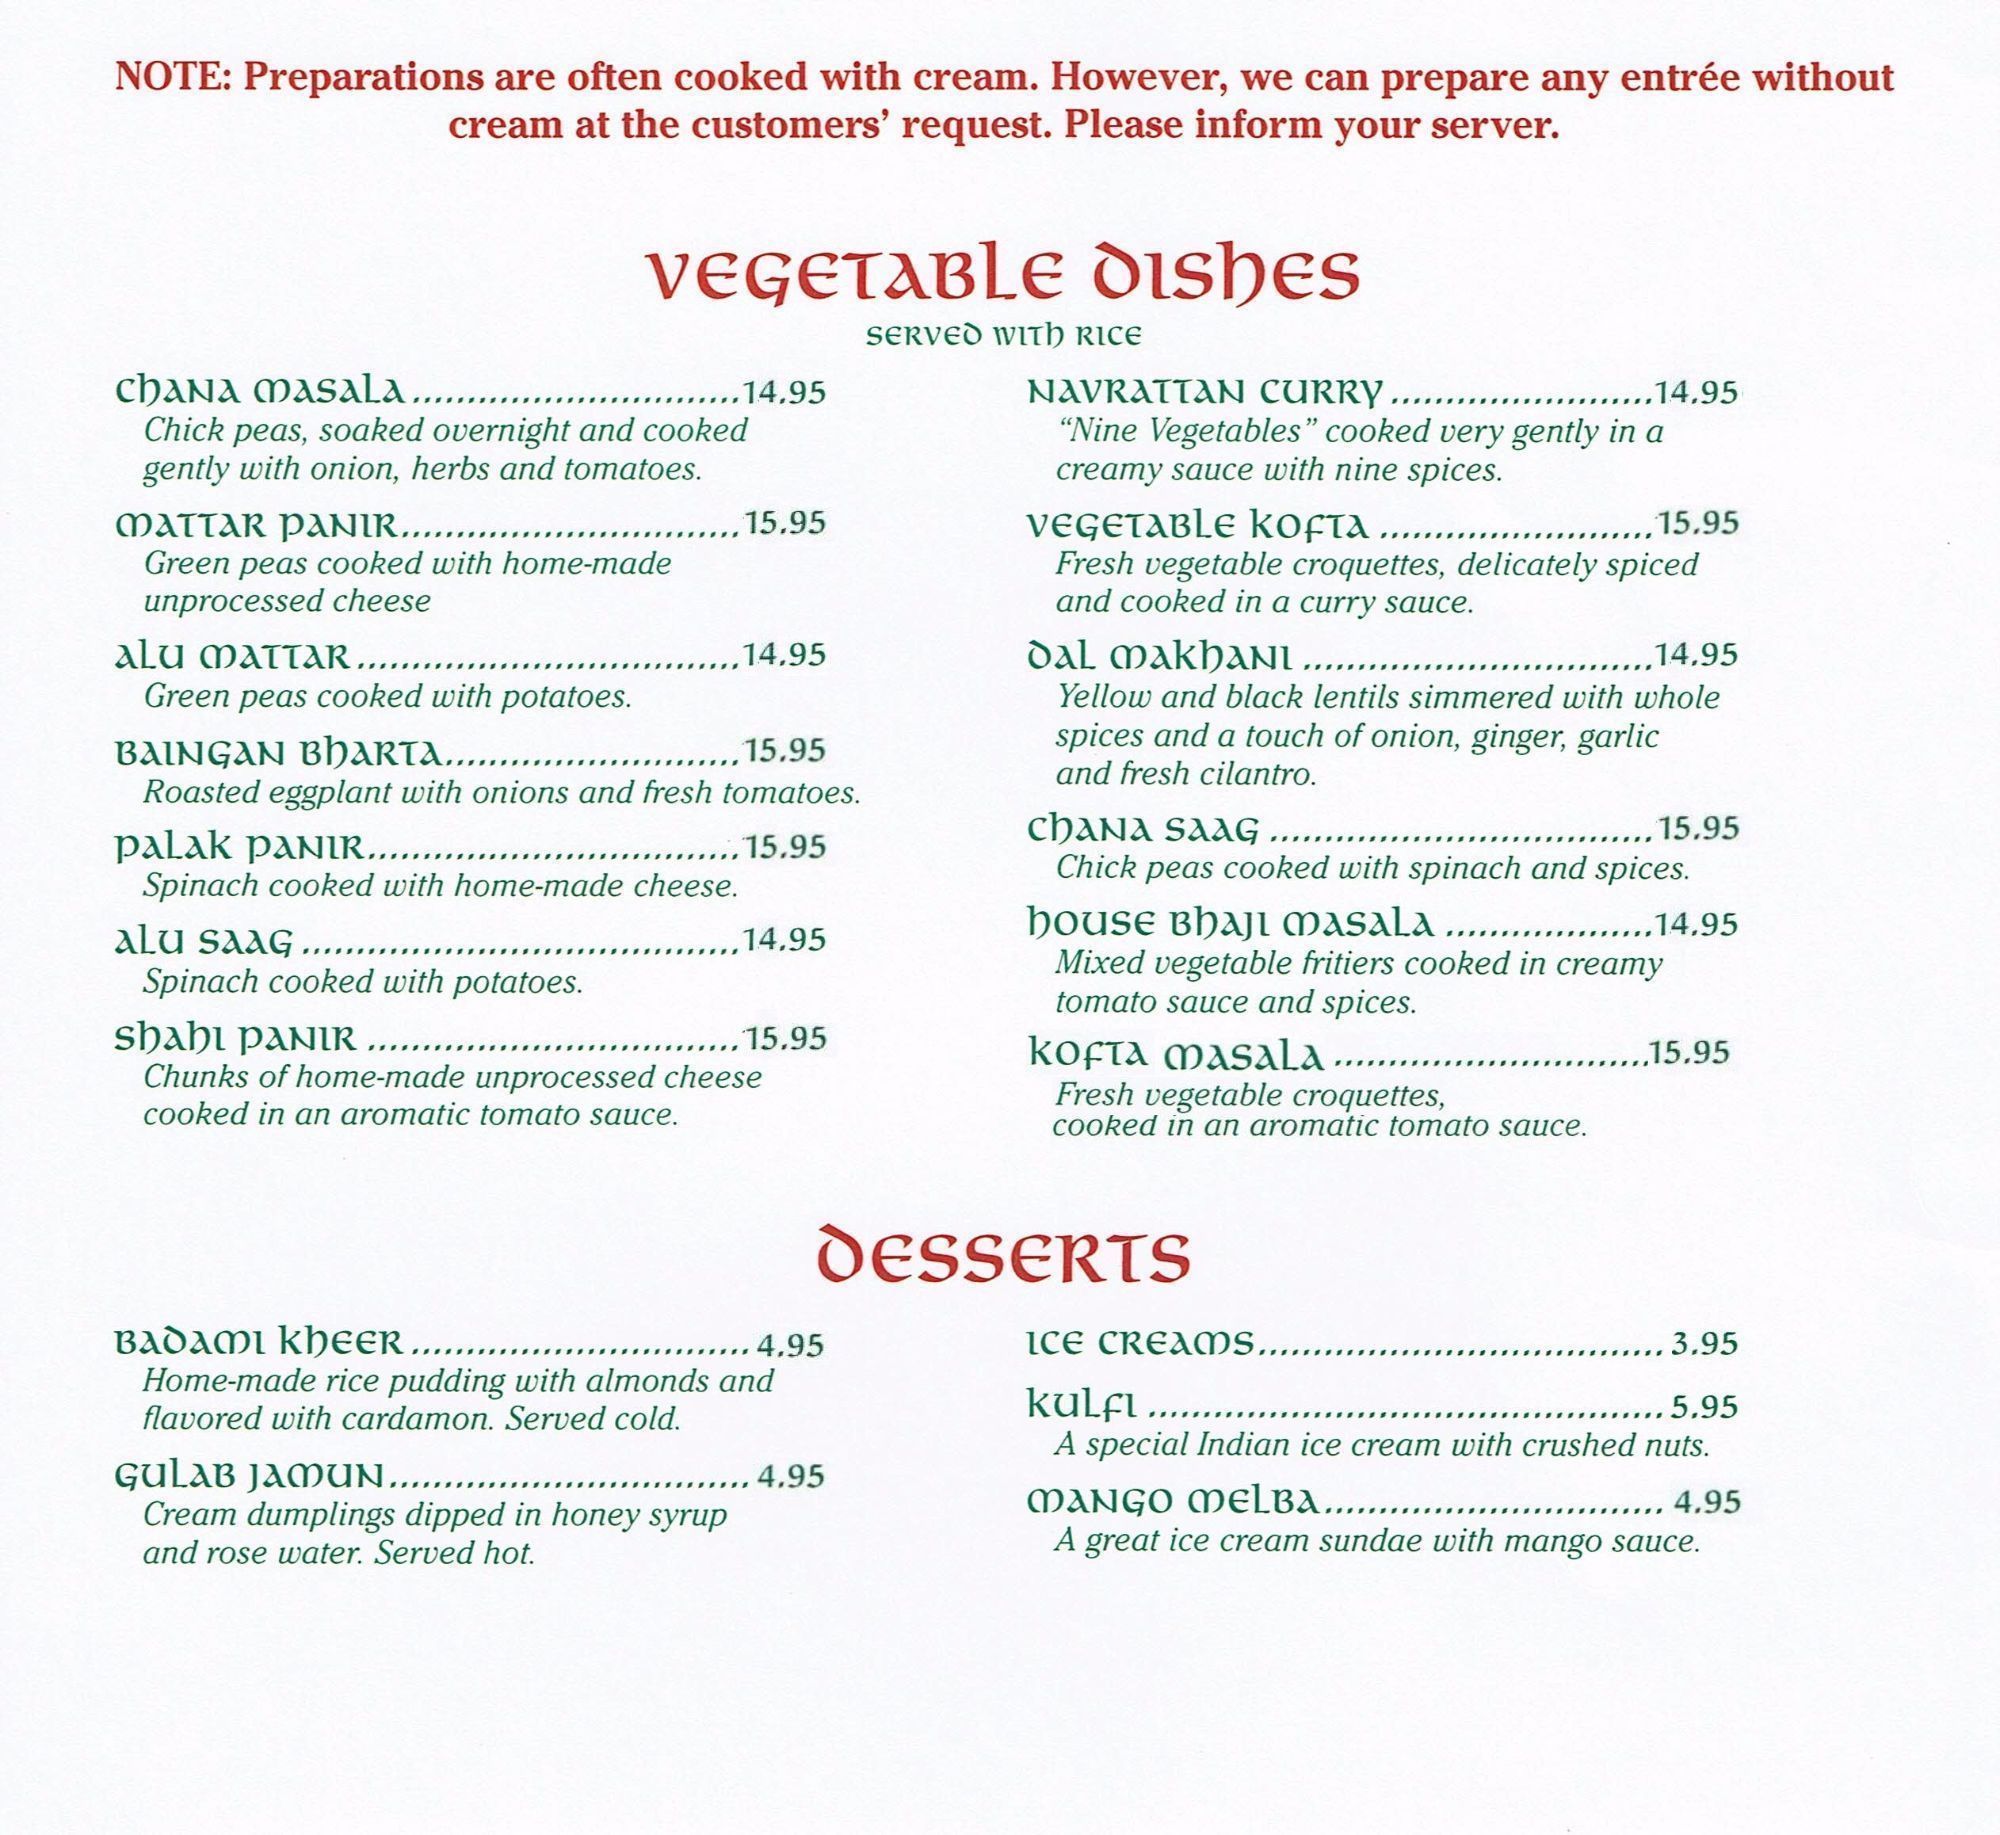 NOTE: Preparations are often cooked with cream. However, we can prepare any entrée without
cream at the customers’ request. Please inform your server.
VEGETABLE DISHES
SERVED WITH RICE
CHANA MASALA..............................14.95
Chick peas, soaked overnight and cooked
gently with onion, herbs and tomatoes.
MATTAR PANIR...............................15.95
Green peas cooked with home-made
unprocessed cheese
ALU MATTAR...................................14.95
Green peas cooked with potatoes.
BAINGAN BHARTA...........................15.95
Roasted eggplant with onions and fresh tomatoes.
PALAK PANIR..................................15.95
Spinach cooked with home-made cheese.
ALU SAAG ........................................14.95
Spinach cooked with potatoes.
SHAHI PANIR ..................................15.95
Chunks of home-made unprocessed cheese
cooked in an aromatic tomato sauce.
NAVRATTAN CURRY........................14.95
“Nine Vegetables” cooked very gently in a
creamy sauce with nine spices.
VEGETABLE KOFTA .........................15.95
Fresh vegetable croquettes, delicately spiced
and cooked in a curry sauce.
DAL MAKHANI ................................14.95
Yellow and black lentils simmered with whole
spices and a touch of onion, ginger, garlic
and fresh cilantro.
CHANA SAAG ...................................15.95
Chick peas cooked with spinach and spices.
HOUSE BHAJI MASALA ...................14.95
Mixed vegetable fritiers cooked in creamy
tomato sauce and spices.
KOFTA MASALA .............................15.95
Fresh vegetable croquettes,
cooked in an aromatic tomato sauce.
DESSERTS
BADAMI KHEER............................... 4.95
Home-made rice pudding with almonds and
flavored with cardamon. Served cold.
GULAB JAMUN................................. 4.95
Cream dumplings dipped in honey syrup
and rose water. Served hot.
ICE CREAMS..................................... 3.95
KULFI ............................................... 5.95
A special Indian ice cream with crushed nuts.
MANGO MELBA............................... 4.95
A great ice cream sundae with mango sauce.